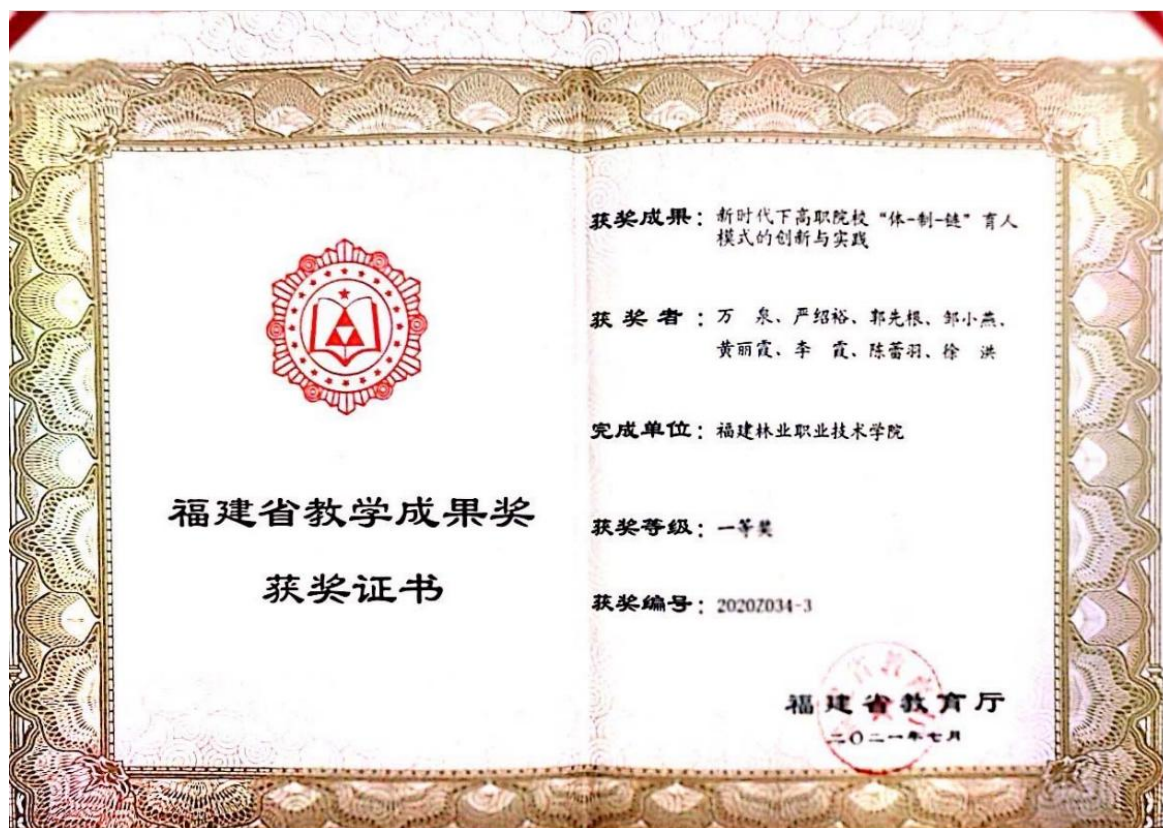 福建省教学成果奖
获奖证书
获奖成果：新时代下高职院校“体-制-链”育人
模式的创新与实践
获 奖 者：万　泉、严绍裕、郭先根、邹小燕、
黄丽霞、李　霞、陈蕾羽、徐　洪
完成单位：福建林业职业技术学院
获奖等级：一等奖
获奖编号：2020Z034-3
福建省教育厅
二〇二一年七月